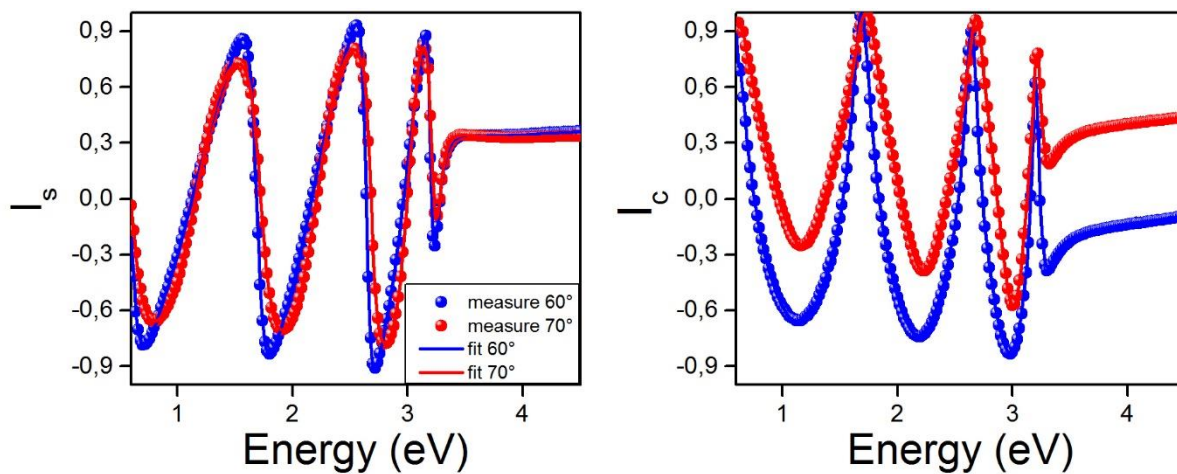 0,9
0,6
0,3
0,0
-0,3
-0,6
-0,9
I_s
measure 60°
measure 70°
fit 60°
fit 70°
1 2 3 4
Energy (eV)
0,9
0,6
0,3
0,0
-0,3
-0,6
-0,9
I_c
1 2 3 4
Energy (eV)